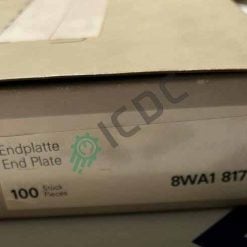 Endplatte
End Plate
100 Stück
Pieces
8WA1 817
ICDC